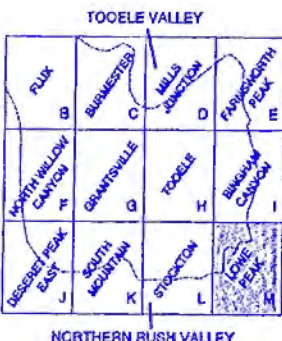 TOOELE VALLEY
FLUX
B
BURMESTER
C
MILLS
JUNCTION
D
FARNSWORTH
PEAK
E
NORTH WILLOW
CANYON
F
GRANTSVILLE
G
TOOELE
H
BINGHAM
CANYON
I
DESERET PEAK
EAST
J
SOUTH
MOUNTAIN
K
STOCKTON
L
LOWE
PEAK
M
NORTHERN RUSH VALLEY